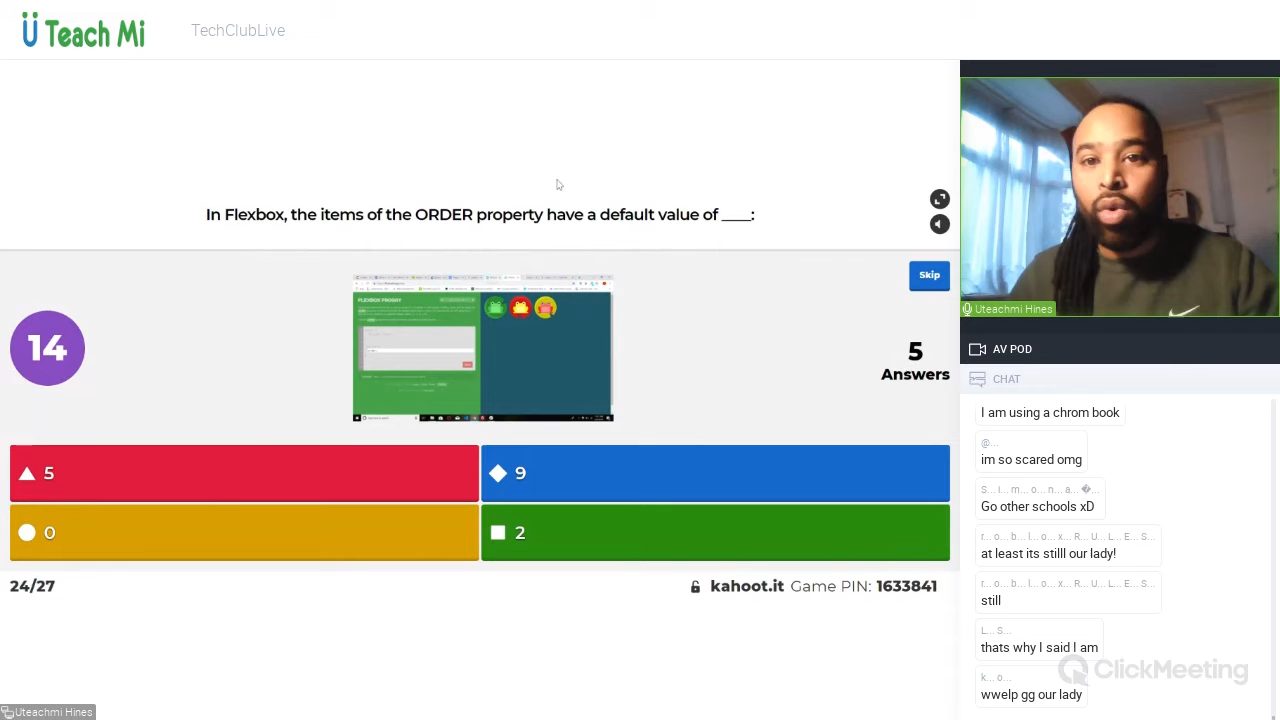 Ü Teach Mi
TechClubLive
In Flexbox, the items of the ORDER property have a default value of ____:
Skip
14
FLEXBOX FROGGY
5
Answers
5
9
0
2
24/27
kahoot.it Game PIN: 1633841
Uteachmi Hines
Uteachmi Hines
AV POD
CHAT
I am using a chrom book
@...
im so scared omg
S... i... m... o... n... a... �...
Go other schools xD
r... o... b... l... o... x... R... U... L... E... S...
at least its stilll our lady!
r... o... b... l... o... x... R... U... L... E... S...
still
L... S...
thats why I said I am
k... o...
wwelp gg our lady
ClickMeeting